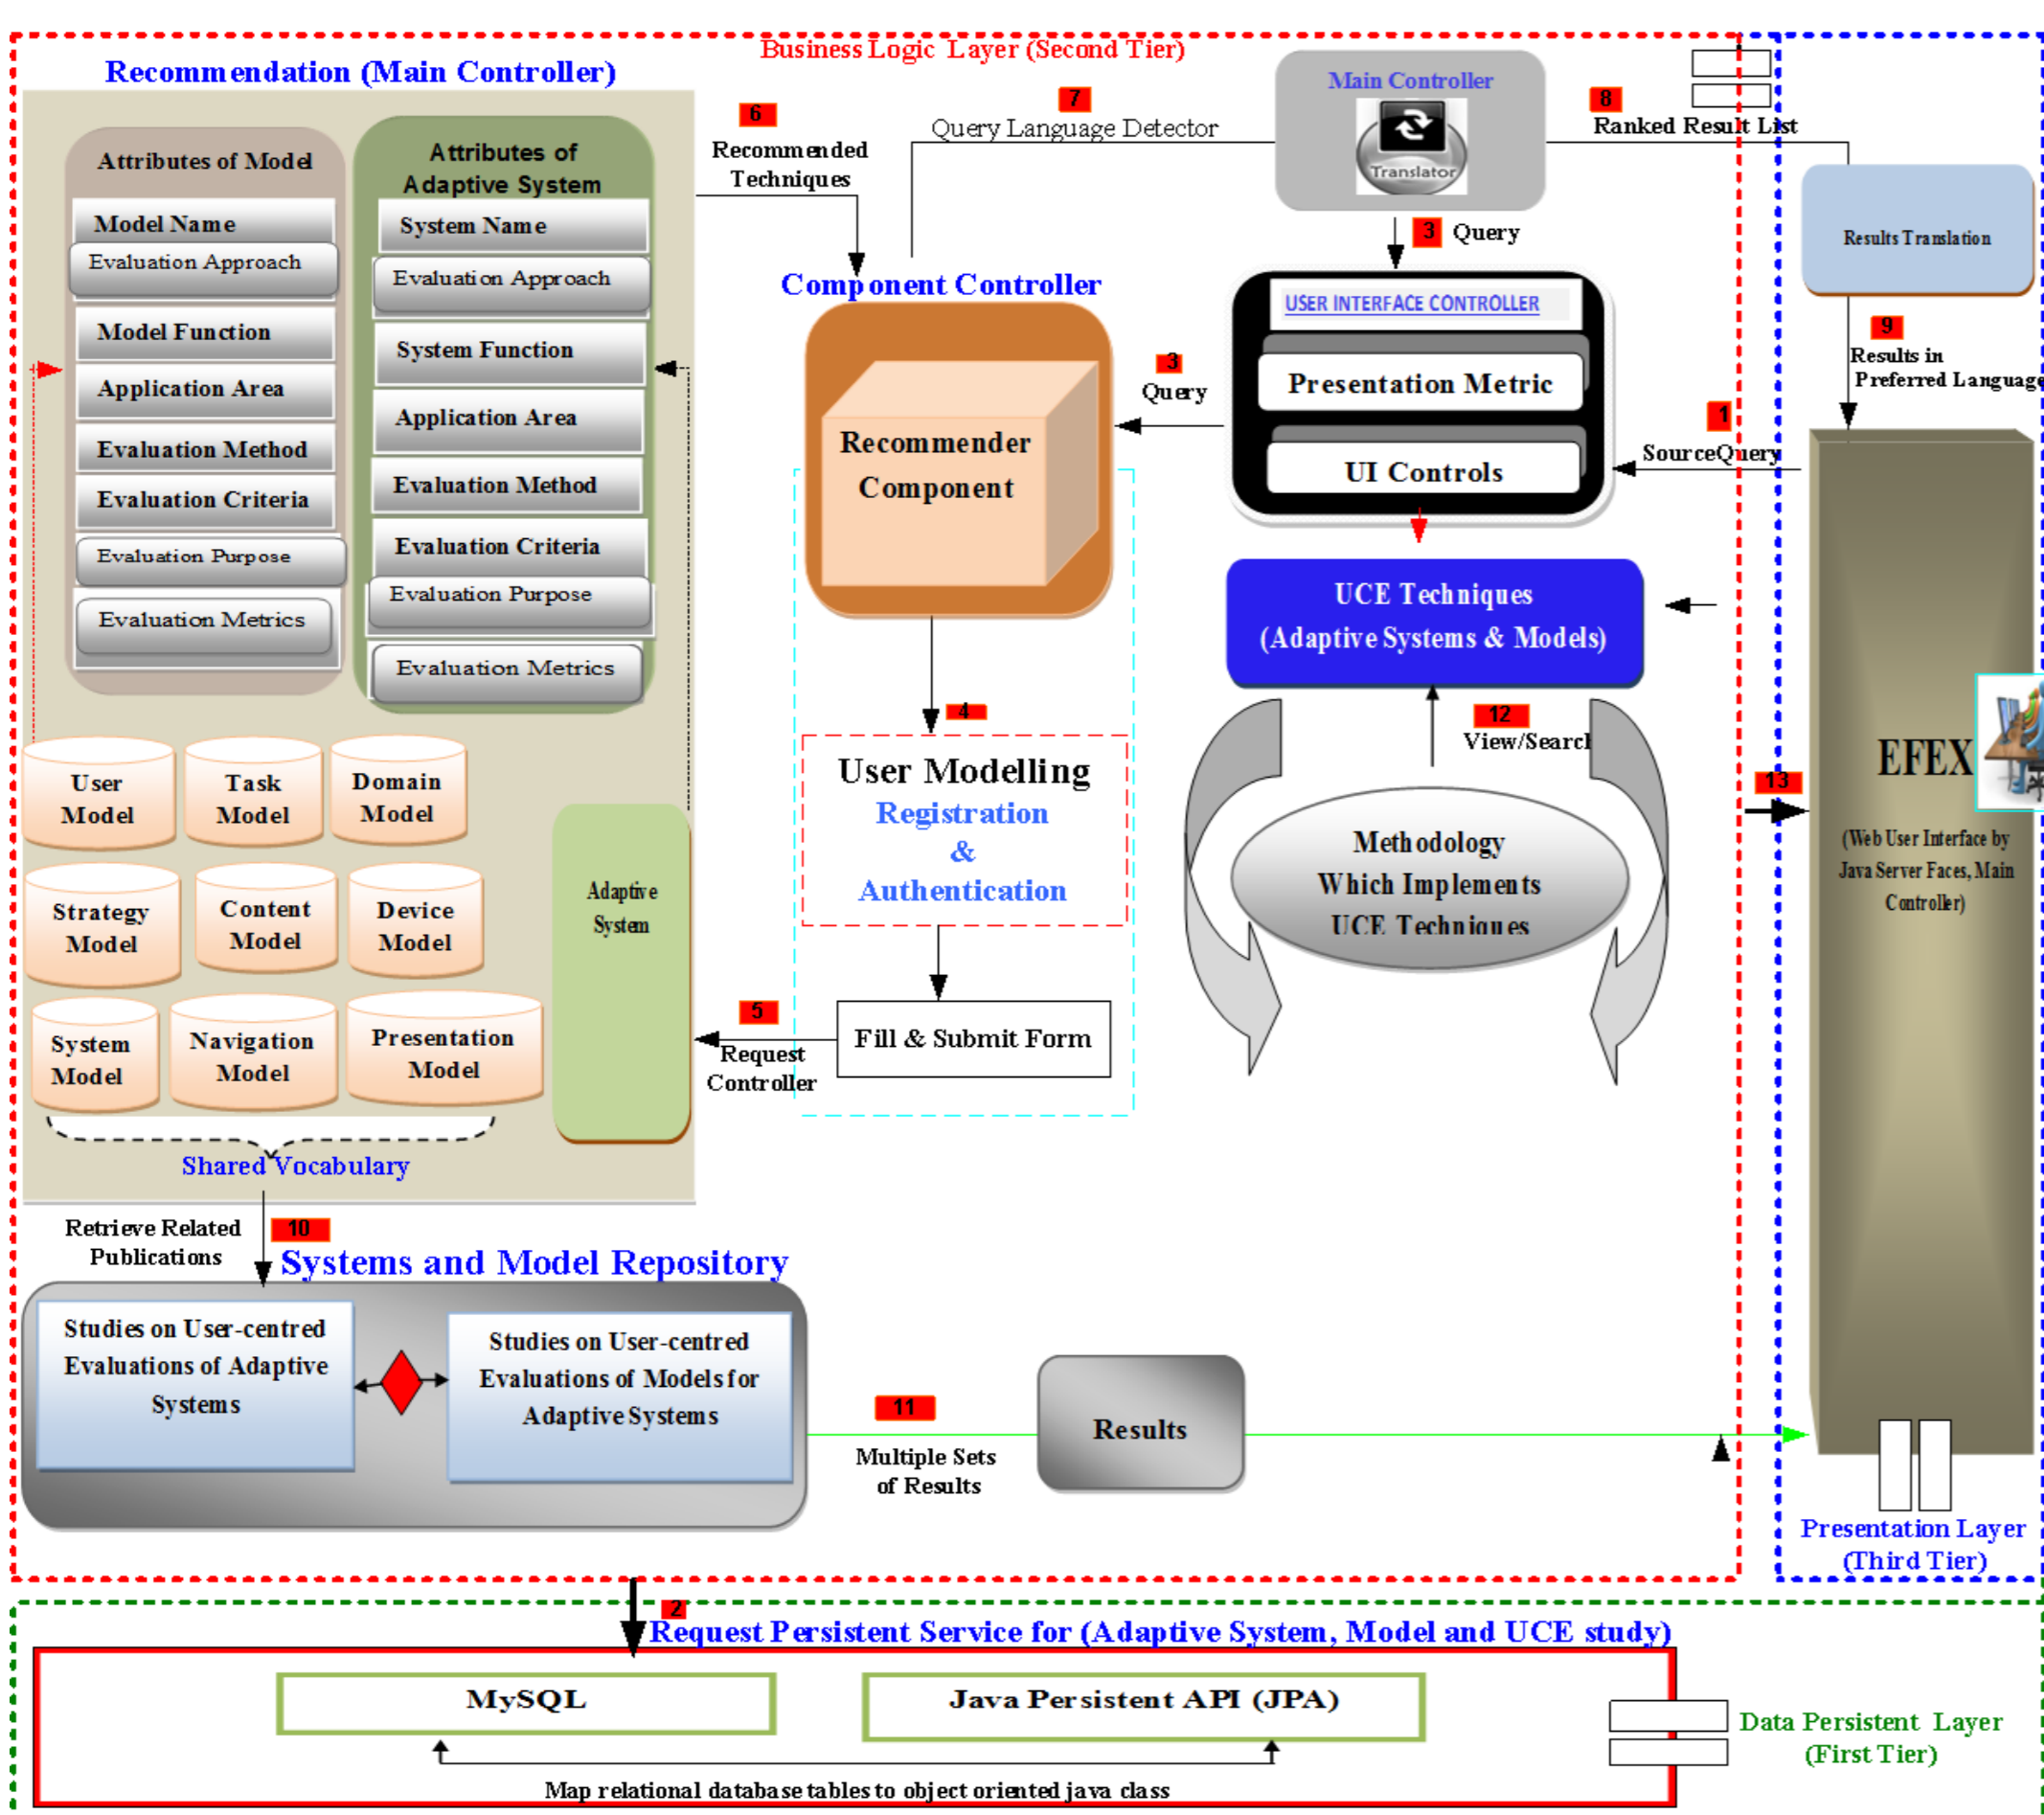 Business Logic Layer (Second Tier)
Recommendation (Main Controller)
Attributes of Model
Model Name
Evaluation Approach
Model Function
Application Area
Evaluation Method
Evaluation Criteria
Evaluation Purpose
Evaluation Metrics
Attributes of
Adaptive System
System Name
Evaluation Approach
System Function
Application Area
Evaluation Method
Evaluation Criteria
Evaluation Purpose
Evaluation Metrics
User
Model
Task
Model
Domain
Model
Strategy
Model
Content
Model
Device
Model
System
Model
Navigation
Model
Presentation
Model
Adaptive
System
Shared Vocabulary
6
Recommended
Techniques
7
Query Language Detector
Main Controller
Translator
8
Ranked Result List
Results Translation
9
Results in
Preferred Language
3
Query
Component Controller
Recommender
Component
3
Query
USER INTERFACE CONTROLLER
Presentation Metric
UI Controls
1
SourceQuery
UCE Techniques
(Adaptive Systems & Models)
12
View/Search
Methodology
Which Implements
UCE Techniques
13
EFEX
(Web User Interface by
Java Server Faces, Main
Controller)
4
User Modelling
Registration
&
Authentication
Fill & Submit Form
5
Request
Controller
Retrieve Related
Publications
10
Systems and Model Repository
Studies on User-centred
Evaluations of Adaptive
Systems
Studies on User-centred
Evaluations of Models for
Adaptive Systems
11
Multiple Sets
of Results
Results
Presentation Layer
(Third Tier)
2
Request Persistent Service for (Adaptive System, Model and UCE study)
MySQL
Java Persistent API (JPA)
Map relational database tables to object oriented java class
Data Persistent Layer
(First Tier)